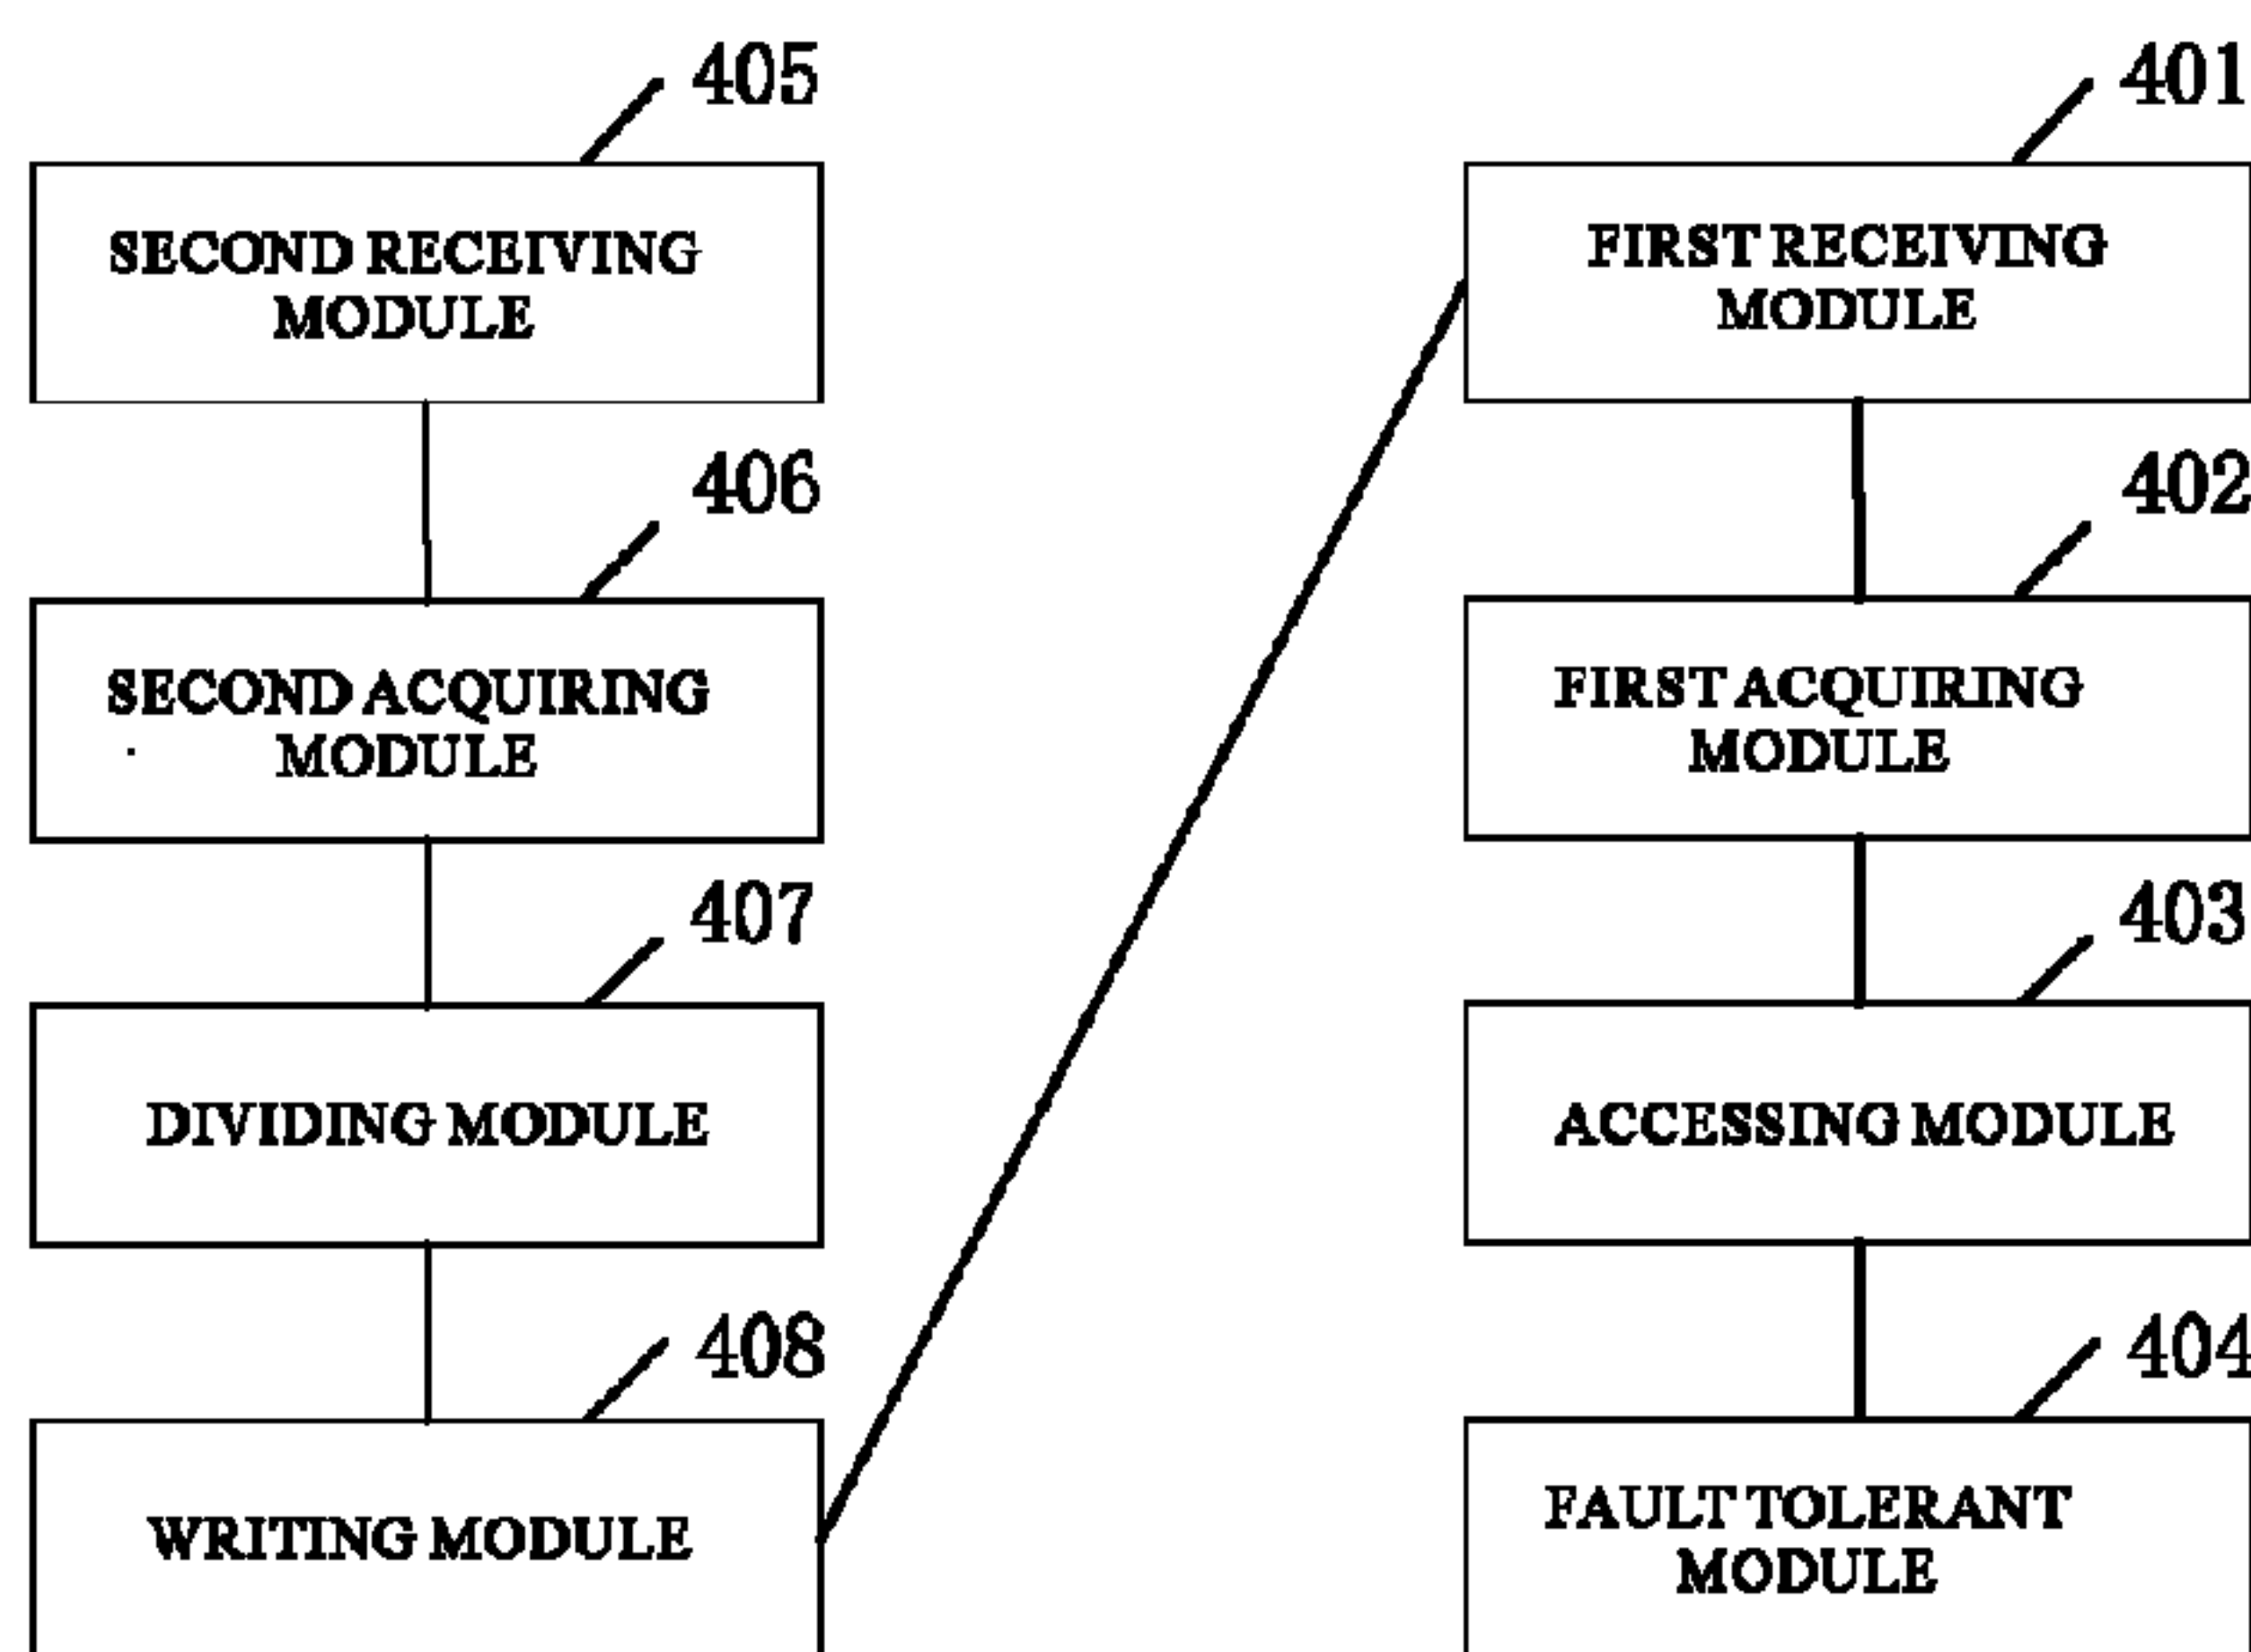 405
SECOND RECEIVING
MODULE
406
SECOND ACQUIRING
MODULE
407
DIVIDING MODULE
408
WRITING MODULE
401
FIRST RECEIVING
MODULE
402
FIRST ACQUIRING
MODULE
403
ACCESSING MODULE
404
FAULT TOLERANT
MODULE